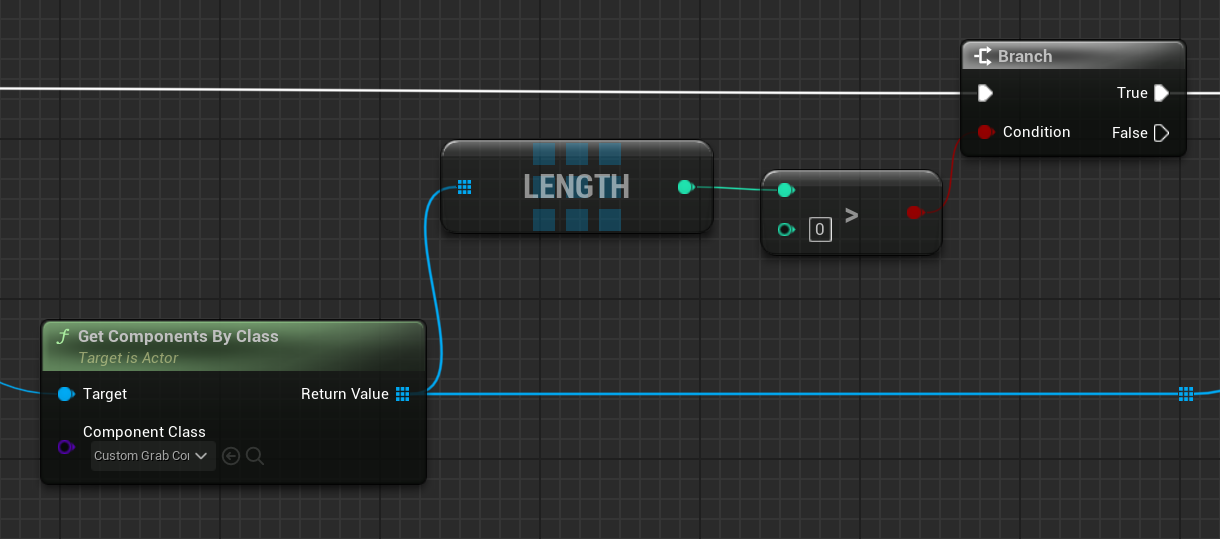 Branch
True
Condition
False
LENGTH
0
>
Get Components By Class
Target is Actor
Target
Return Value
Component Class
Custom Grab Co